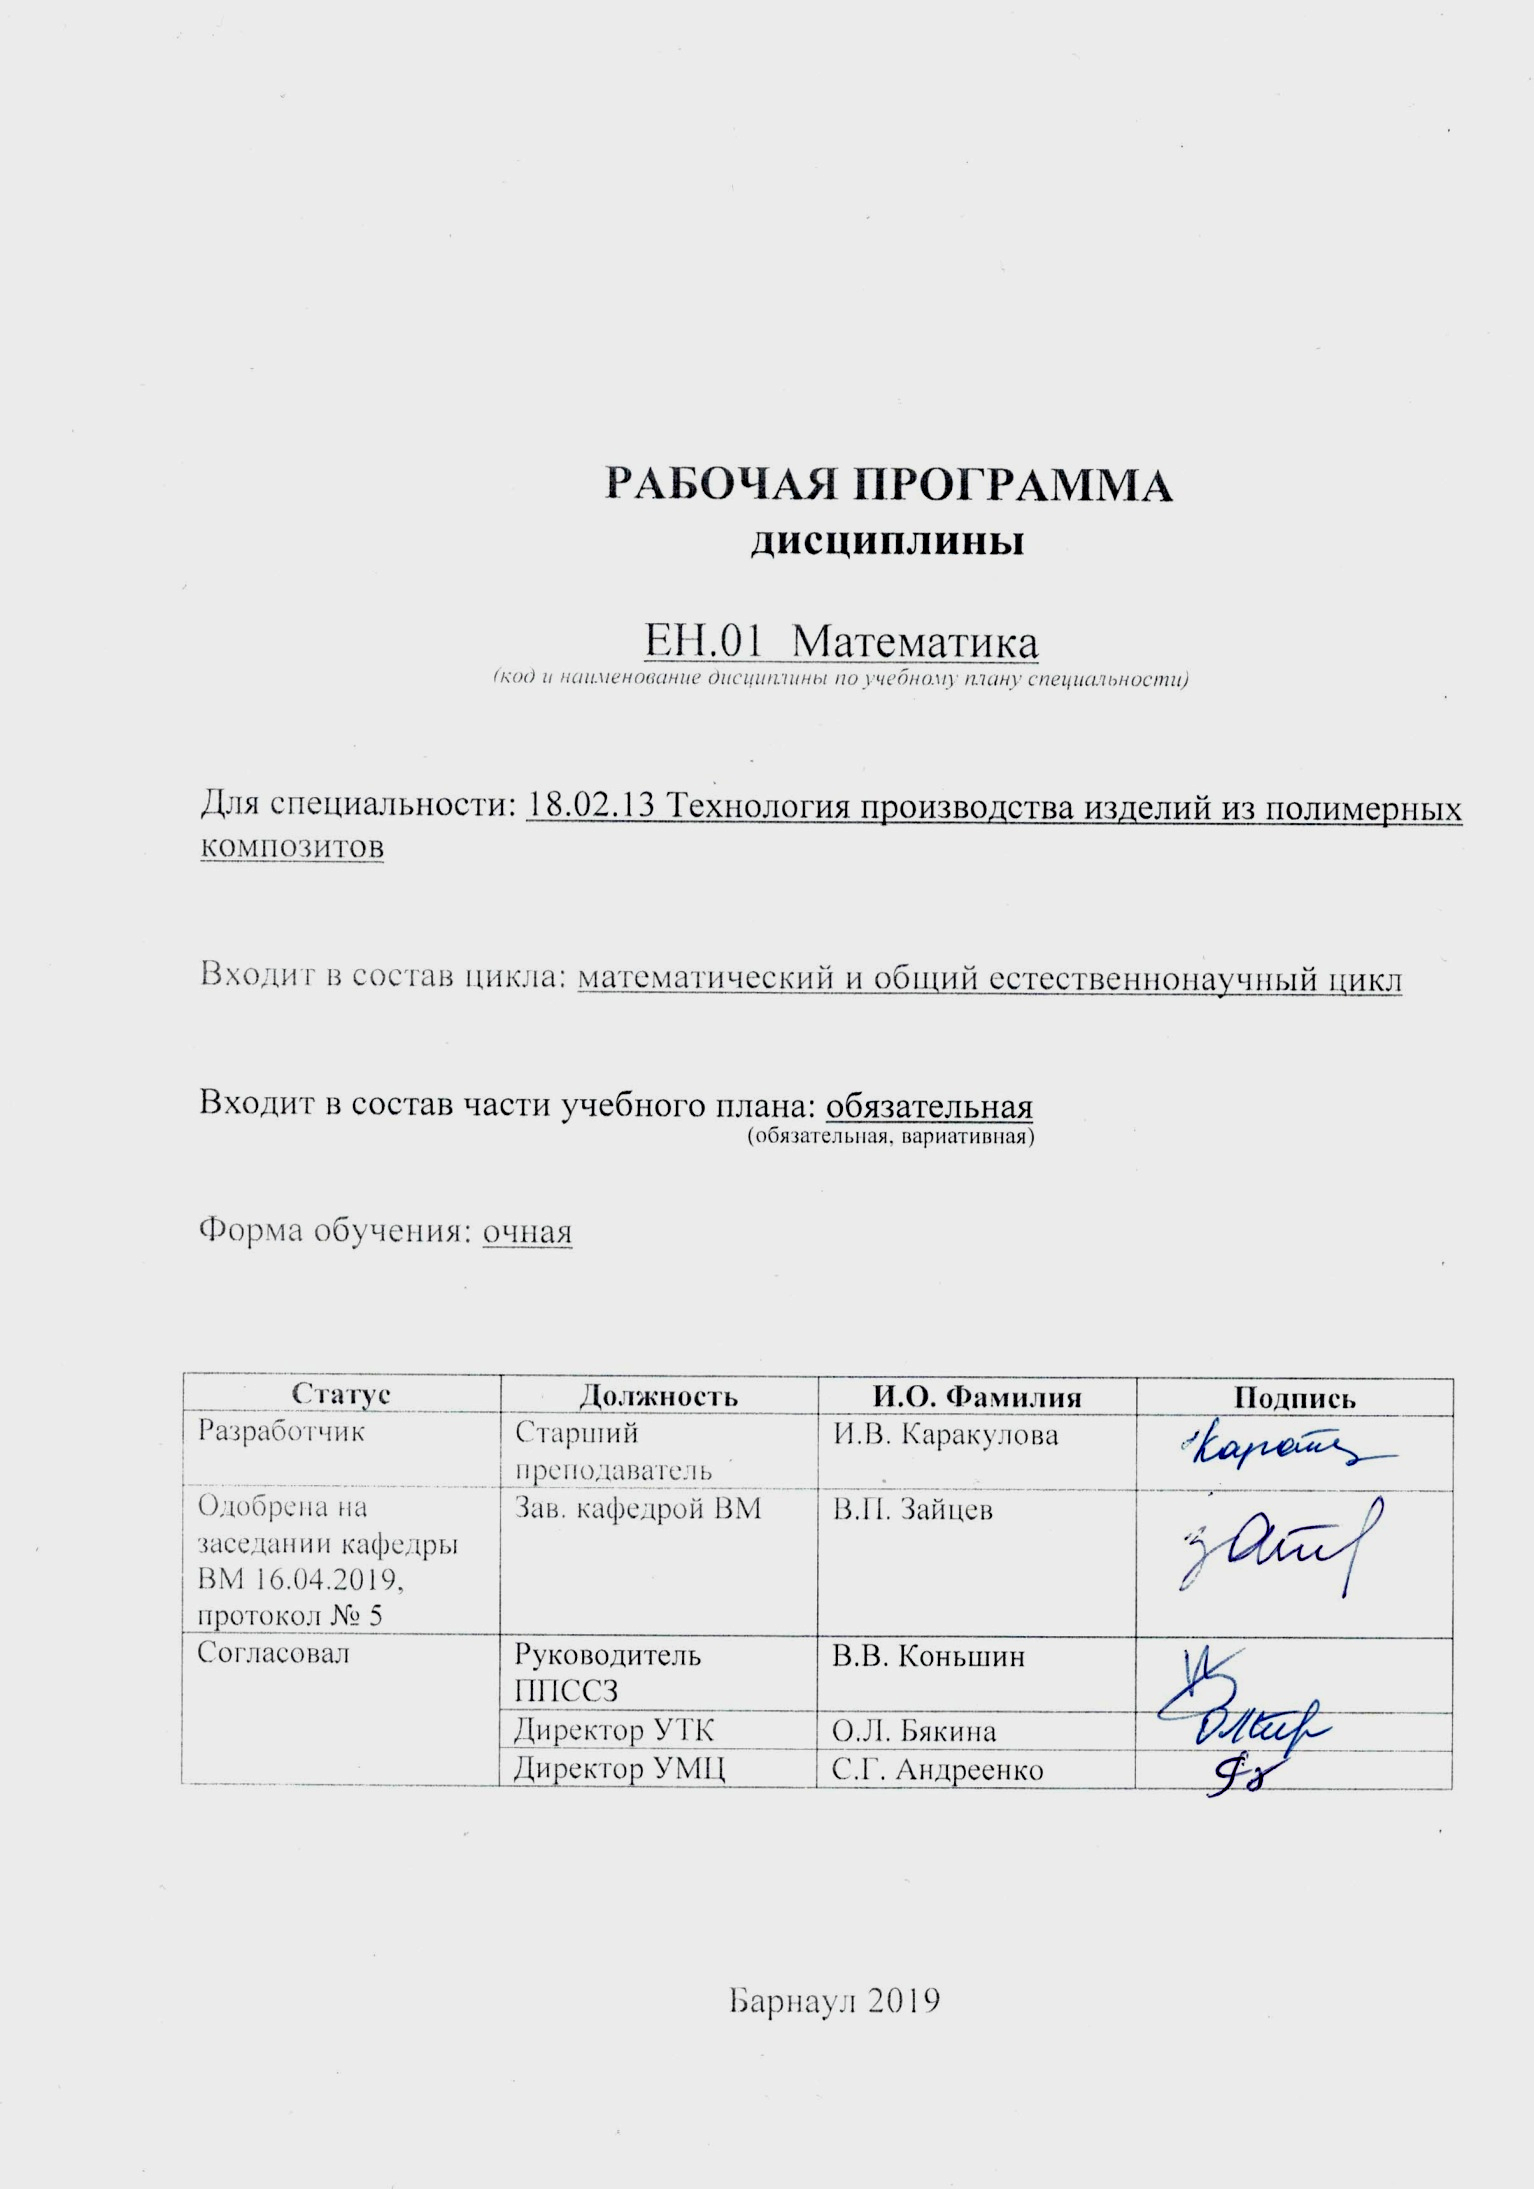 РАБОЧАЯ ПРОГРАММА
дисциплины
ЕН.01 Математика
(код и наименование дисциплины по учебному плану специальности)
Для специальности: 18.02.13 Технология производства изделий из полимерных
композитов
Входит в состав цикла: математический и общий естественнонаучный цикл
Входит в состав части учебного плана: обязательная
(обязательная, вариативная)
Форма обучения: очная
Статус Должность И.О. Фамилия Подпись
Разработчик Старший И.В. Каракулова
преподаватель
Одобрена на Зав. кафедрой ВМ В.П. Зайцев
заседании кафедры
ВМ 16.04.2019,
протокол № 5
Согласовал Руководитель В.В. Коньшин
ППССЗ
Директор УТК О.Л. Бякина
Директор УМЦ С.Г. Андреенко
Барнаул 2019